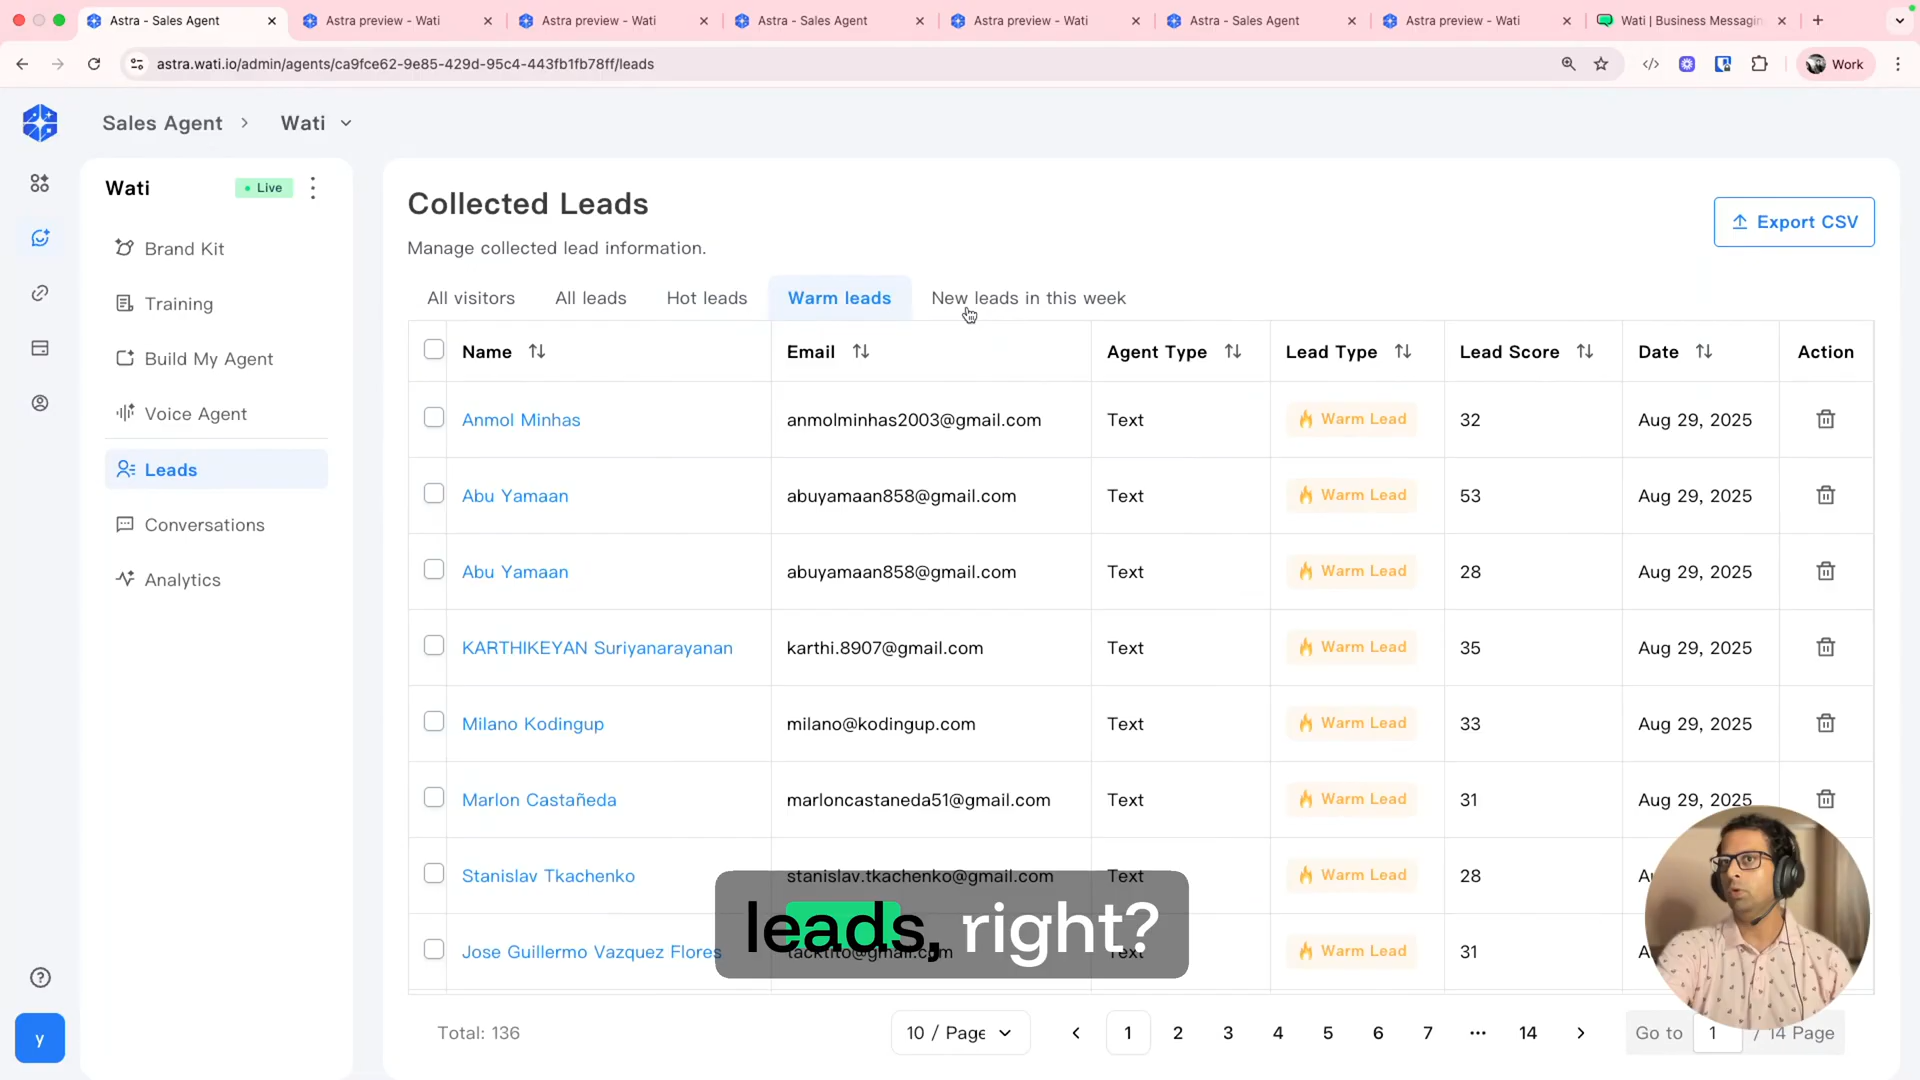 Astra - Sales Agent
Astra preview - Wati
Astra preview - Wati
Astra - Sales Agent
Astra preview - Wati
Astra - Sales Agent
Astra preview - Wati
Wati | Business Messaging
astra.wati.io/admin/agents/ca9fce62-9e85-429d-95c4-443fb1fb78ff/leads
Work
Sales Agent
Wati
Wati
Live
Brand Kit
Training
Build My Agent
Voice Agent
Leads
Conversations
Analytics
y
Collected Leads
Manage collected lead information.
Export CSV
All visitors
All leads
Hot leads
Warm leads
New leads in this week
Name Email Agent Type Lead Type Lead Score Date Action
Anmol Minhas anmolminhas2003@gmail.com Text Warm Lead 32 Aug 29, 2025
Abu Yamaan abuyamaan858@gmail.com Text Warm Lead 53 Aug 29, 2025
Abu Yamaan abuyamaan858@gmail.com Text Warm Lead 28 Aug 29, 2025
KARTHIKEYAN Suriyanarayanan karthi.8907@gmail.com Text Warm Lead 35 Aug 29, 2025
Milano Kodingup milano@kodingup.com Text Warm Lead 33 Aug 29, 2025
Marlon Castañeda marloncastaneda51@gmail.com Text Warm Lead 31 Aug 29, 2025
Stanislav Tkachenko stanislav.tkachenko@gmail.com Text Warm Lead 28
Jose Guillermo Vazquez Flores tacktito@gmail.com Text Warm Lead 31
leads, right?
Total: 136
10 / Page
1 2 3 4 5 6 7 ••• 14
Go to 1 / 14 Page